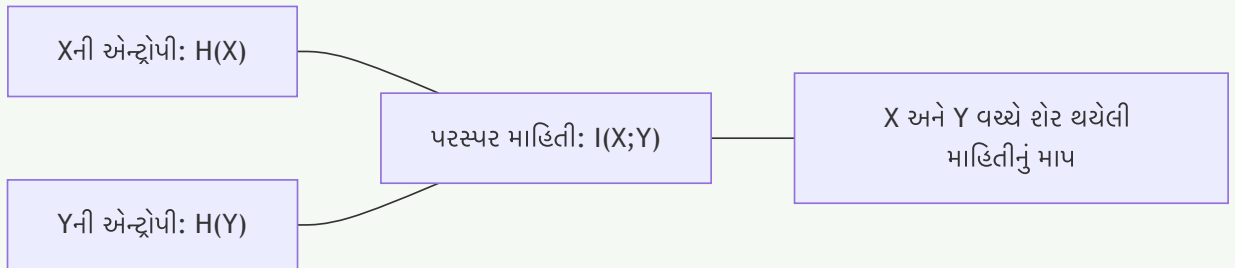 Xની એન્ટ્રોપી: H(X)
પરસ્પર માહિતી: I(X;Y)
X અને Y વચ્ચે શેર થયેલી
માહિતીનું માપ
Yની એન્ટ્રોપી: H(Y)